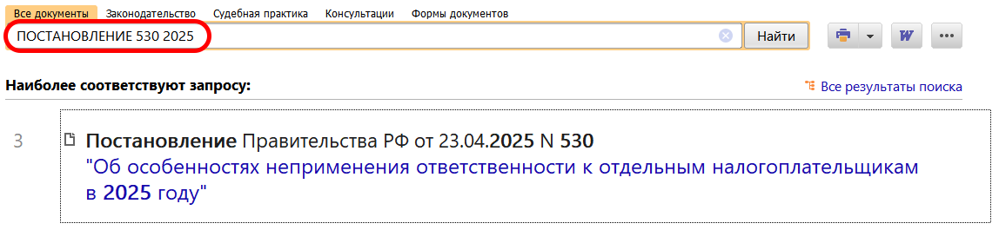 Все документы Законодательство Судебная практика Консультации Формы документов
ПОСТАНОВЛЕНИЕ 530 2025 Найти W
Наиболее соответствуют запросу: Все результаты поиска
3 Постановление Правительства РФ от 23.04.2025 N 530
"Об особенностях неприменения ответственности к отдельным налогоплательщикам
в 2025 году"